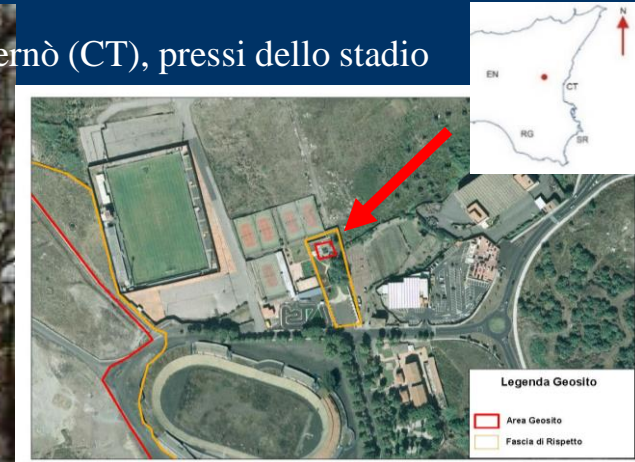 ernò (CT), pressi dello stadio
N
EN
CT
RG
SR
Legenda Geosito
Area Geosito
Fascia di Rispetto